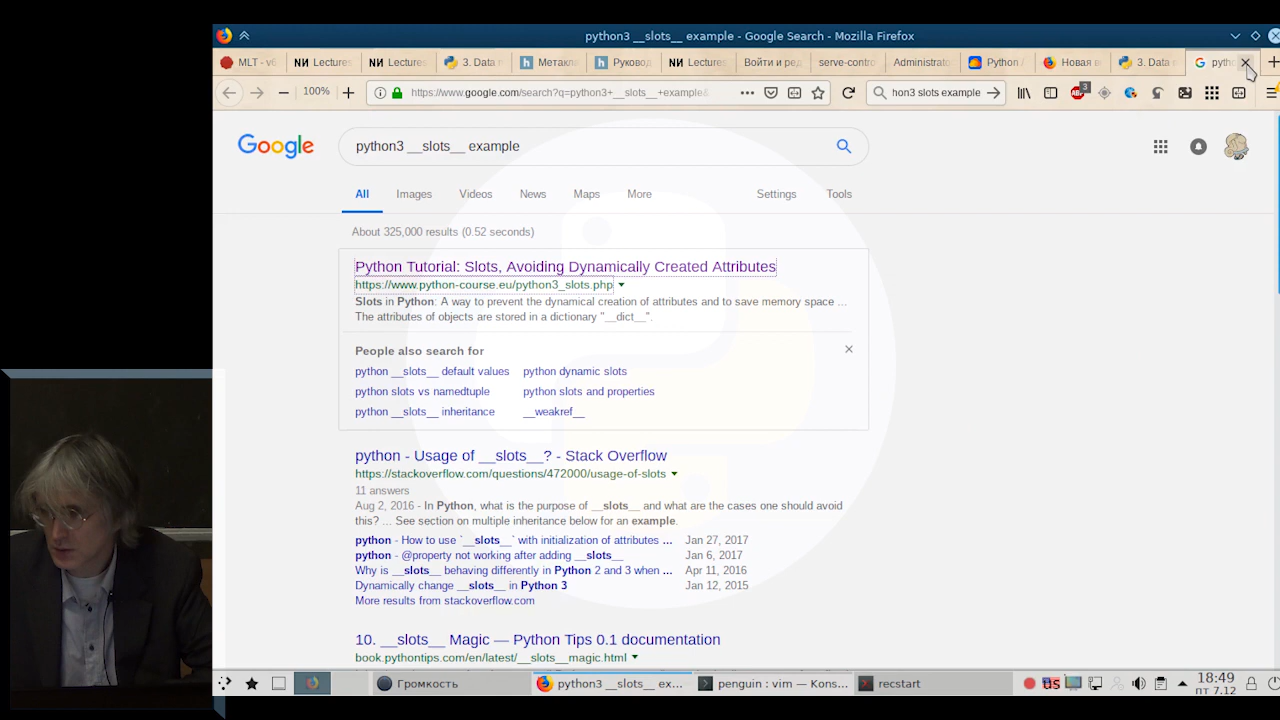 python3 __slots__ example - Google Search - Mozilla Firefox
MLT - v6
Lectures
Lectures
3. Data
Метакла
Руковод
Lectures
Войти и ред
serve-contro
Administrato
Python /
Новая в
3. Data
pytho
100%
https://www.google.com/search?q=python3+__slots__+example&
hon3 slots example
3
Google
python3 __slots__ example
All
Images
Videos
News
Maps
More
Settings
Tools
About 325,000 results (0.52 seconds)
Python Tutorial: Slots, Avoiding Dynamically Created Attributes
https://www.python-course.eu/python3_slots.php
Slots in Python: A way to prevent the dynamical creation of attributes and to save memory space ...
The attributes of objects are stored in a dictionary "__dict__".
People also search for
python __slots__ default values
python dynamic slots
python slots vs namedtuple
python slots and properties
python __slots__ inheritance
__weakref__
python - Usage of __slots__? - Stack Overflow
https://stackoverflow.com/questions/472000/usage-of-slots
11 answers
Aug 2, 2016 - In Python, what is the purpose of __slots__ and what are the cases one should avoid
this? ... See section on multiple inheritance below for an example.
python - How to use `__slots__` with initialization of attributes ... Jan 27, 2017
python - @property not working after adding __slots__ Jan 6, 2017
Why is __slots__ behaving differently in Python 2 and 3 when ... Apr 11, 2016
Dynamically change __slots__ in Python 3 Jan 12, 2015
More results from stackoverflow.com
10. __slots__ Magic — Python Tips 0.1 documentation
book.pythontips.com/en/latest/__slots__magic.html
Громкость
python3 __slots__ ex...
penguin : vim — Kons...
recstart
us
18:49
пт 7.12